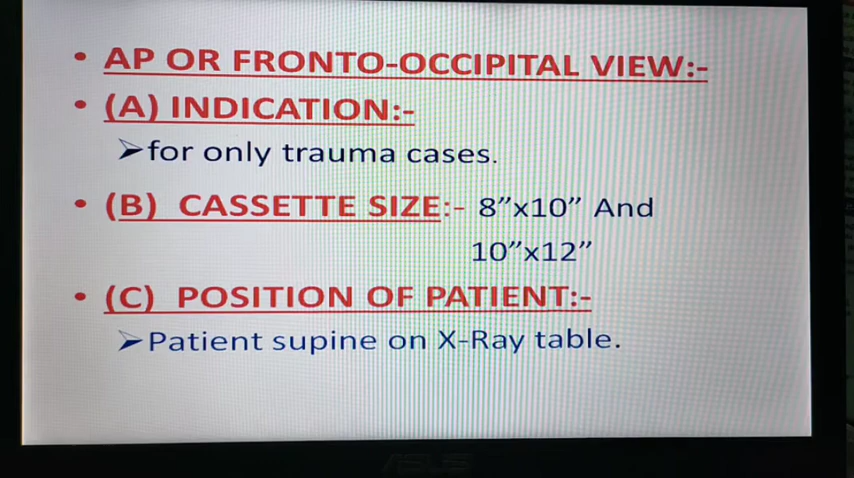 • AP OR FRONTO-OCCIPITAL VIEW:-
• (A) INDICATION:-
➢for only trauma cases.
• (B) CASSETTE SIZE:- 8”x10” And
10”x12”
• (C) POSITION OF PATIENT:-
➢Patient supine on X-Ray table.
ASUS